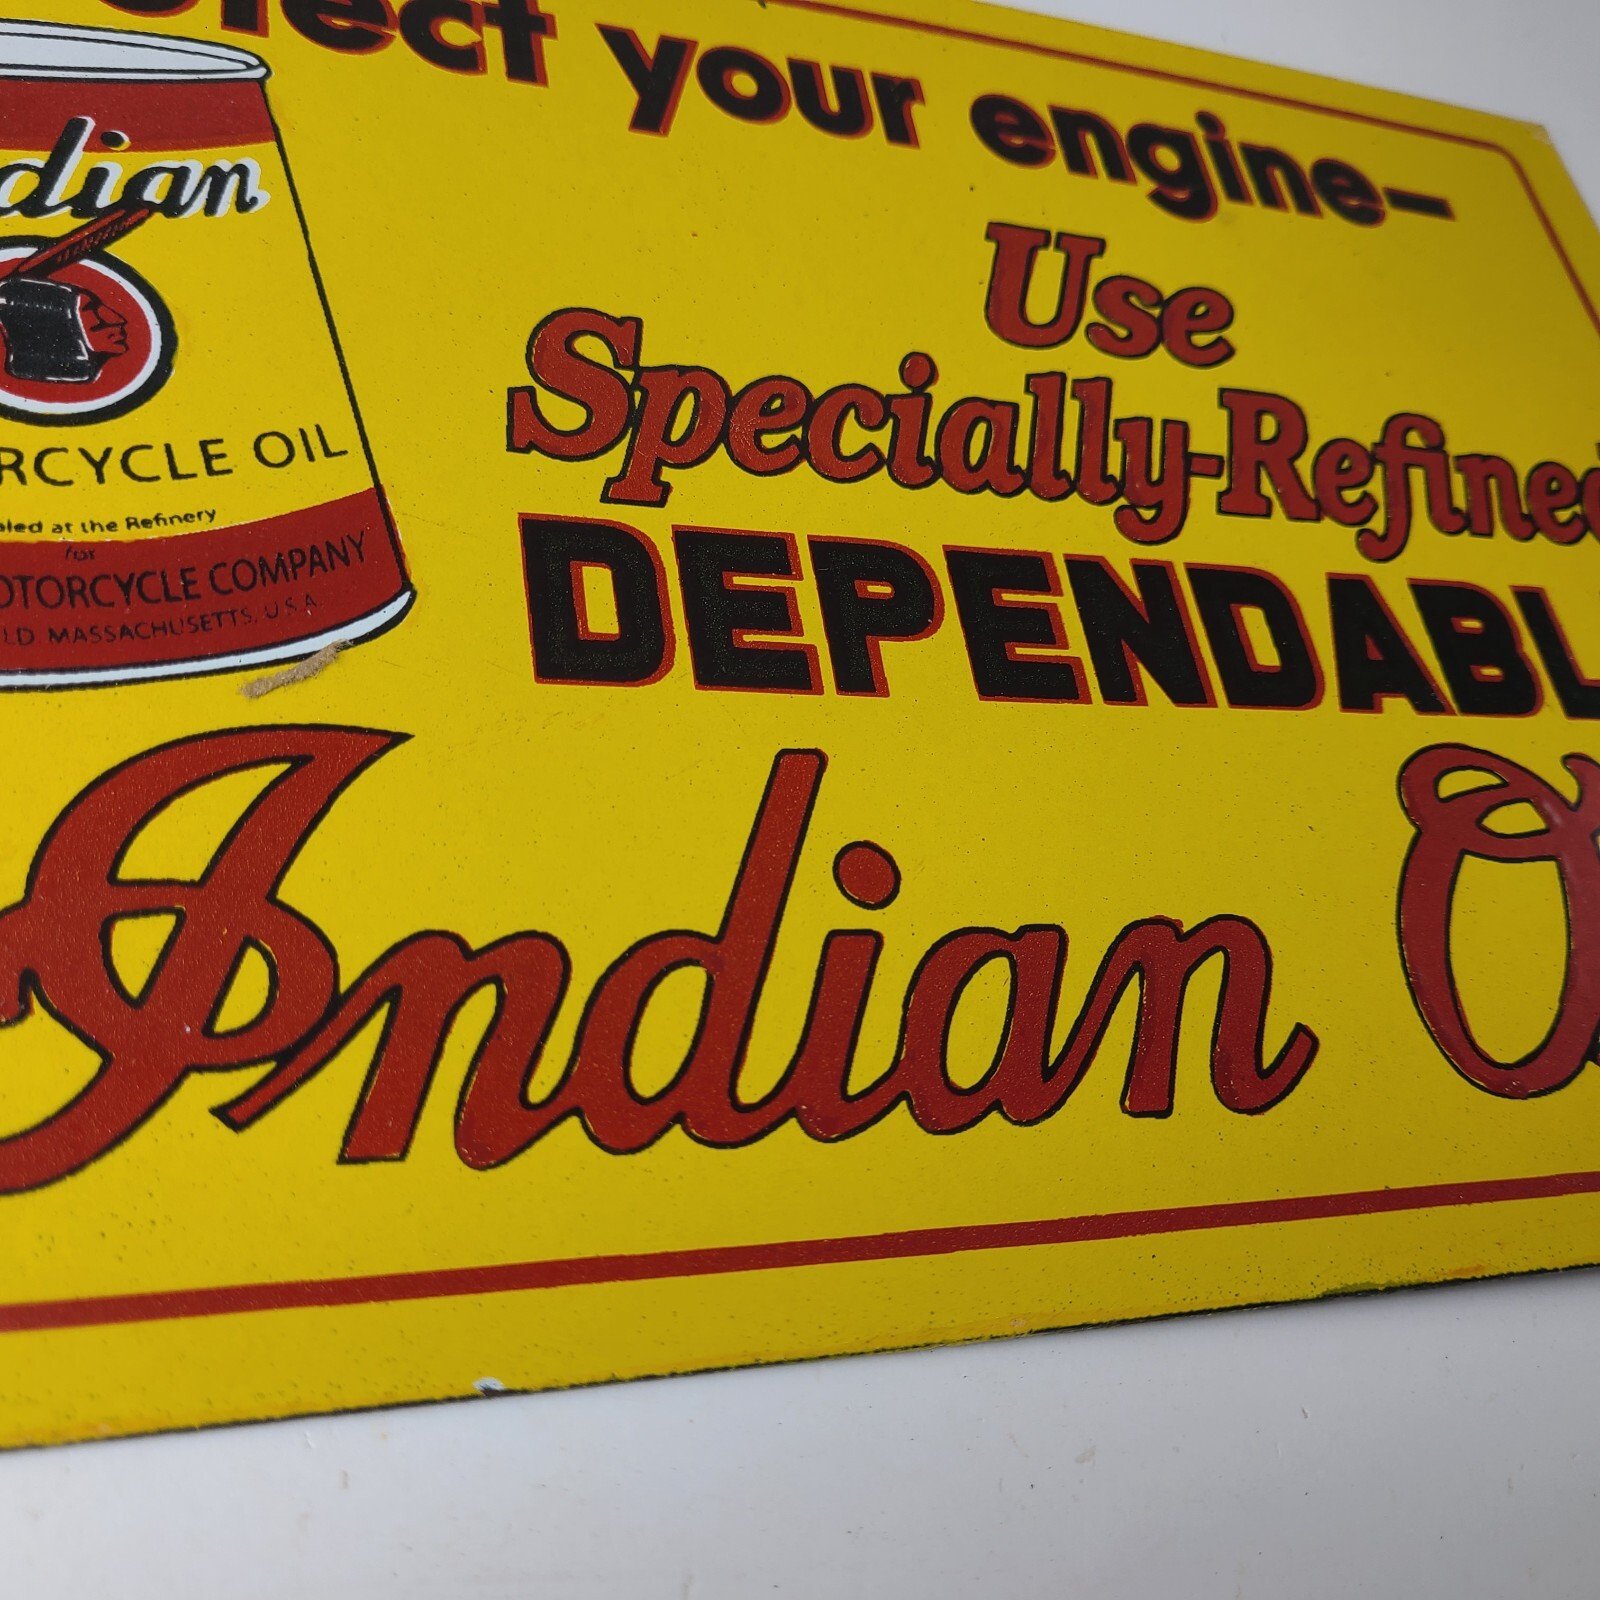 otect your engine—
Use
Specially-Refined
DEPENDABL
Indian O
dian
RCYCLE OIL
aled at the Refinery
for
OTORCYCLE COMPANY
LD MASSACHUSETTS, U.S.A.